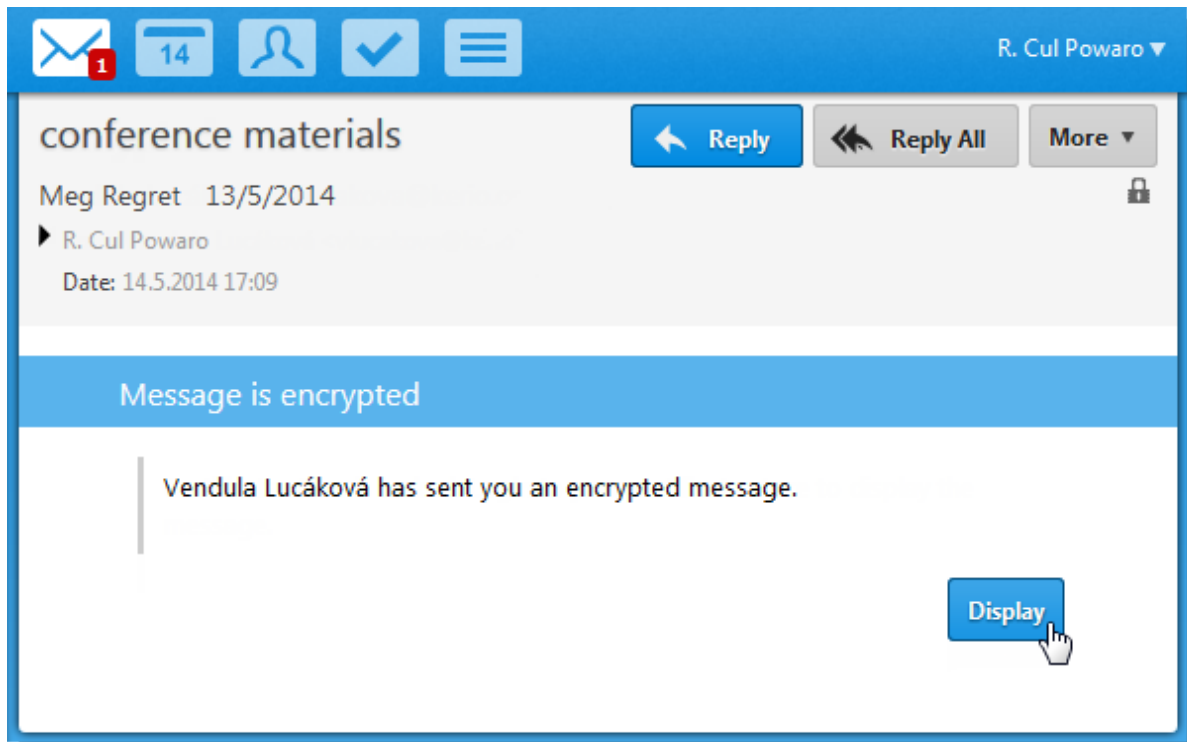 1 14 R. Cul Powaro ▼
conference materials Reply Reply All More ▼
Meg Regret 13/5/2014
R. Cul Powaro
Date: 14.5.2014 17:09
Message is encrypted
Vendula Lucáková has sent you an encrypted message.
Display